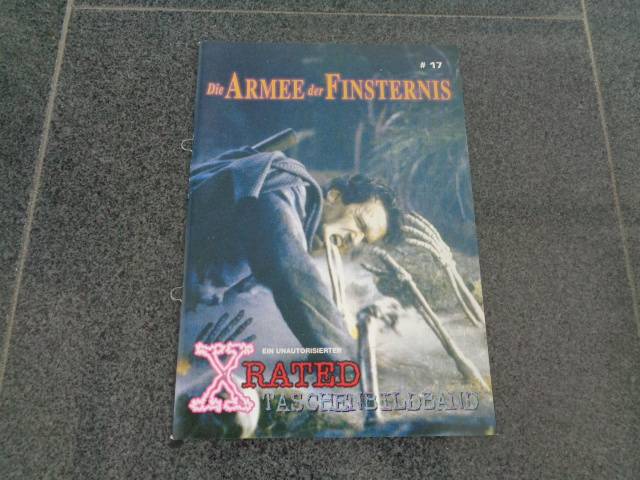 # 17
Die ARMEE der FINSTERNIS
EIN UNAUTORISIERTER
X RATED
TASCHENBILDBAND